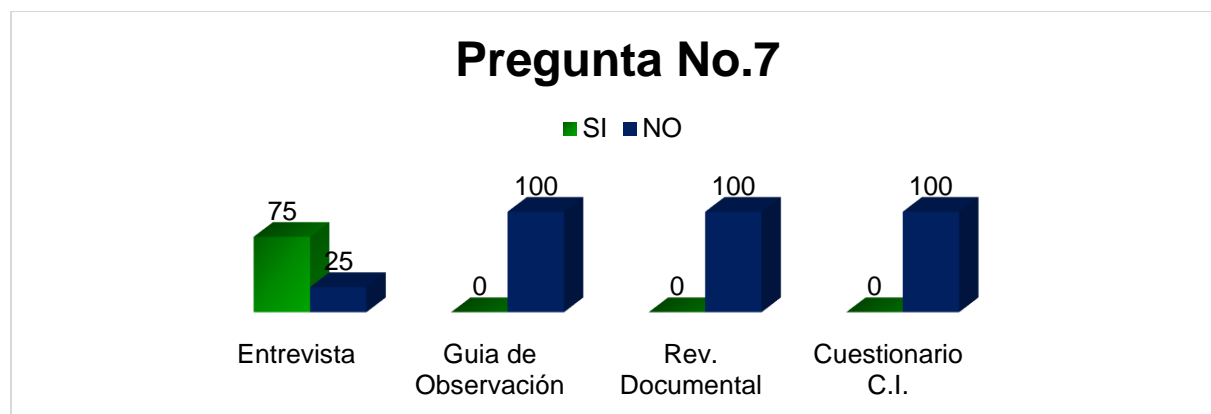 Pregunta No.7
SI NO
75
25
0
100
0
100
0
100
Entrevista
Guia de
Observación
Rev.
Documental
Cuestionario
C.I.